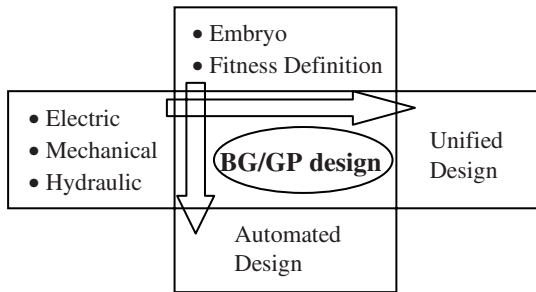 • Embryo
• Fitness Definition
• Electric
• Mechanical
• Hydraulic
BG/GP design
Unified
Design
Automated
Design